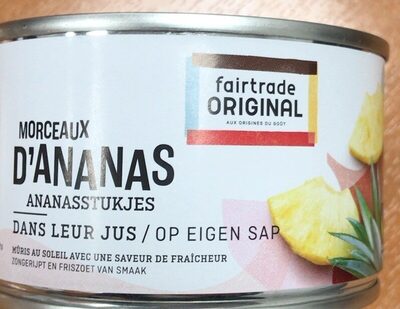 fairtrade
ORIGINAL
AUX ORIGINES DU GOÛT
MORCEAUX
D'ANANAS
ANANASSTUKJES
DANS LEUR JUS / OP EIGEN SAP
MÛRIS AU SOLEIL AVEC UNE SAVEUR DE FRAÎCHEUR
ZONGERIJPT EN FRISZOET VAN SMAAK